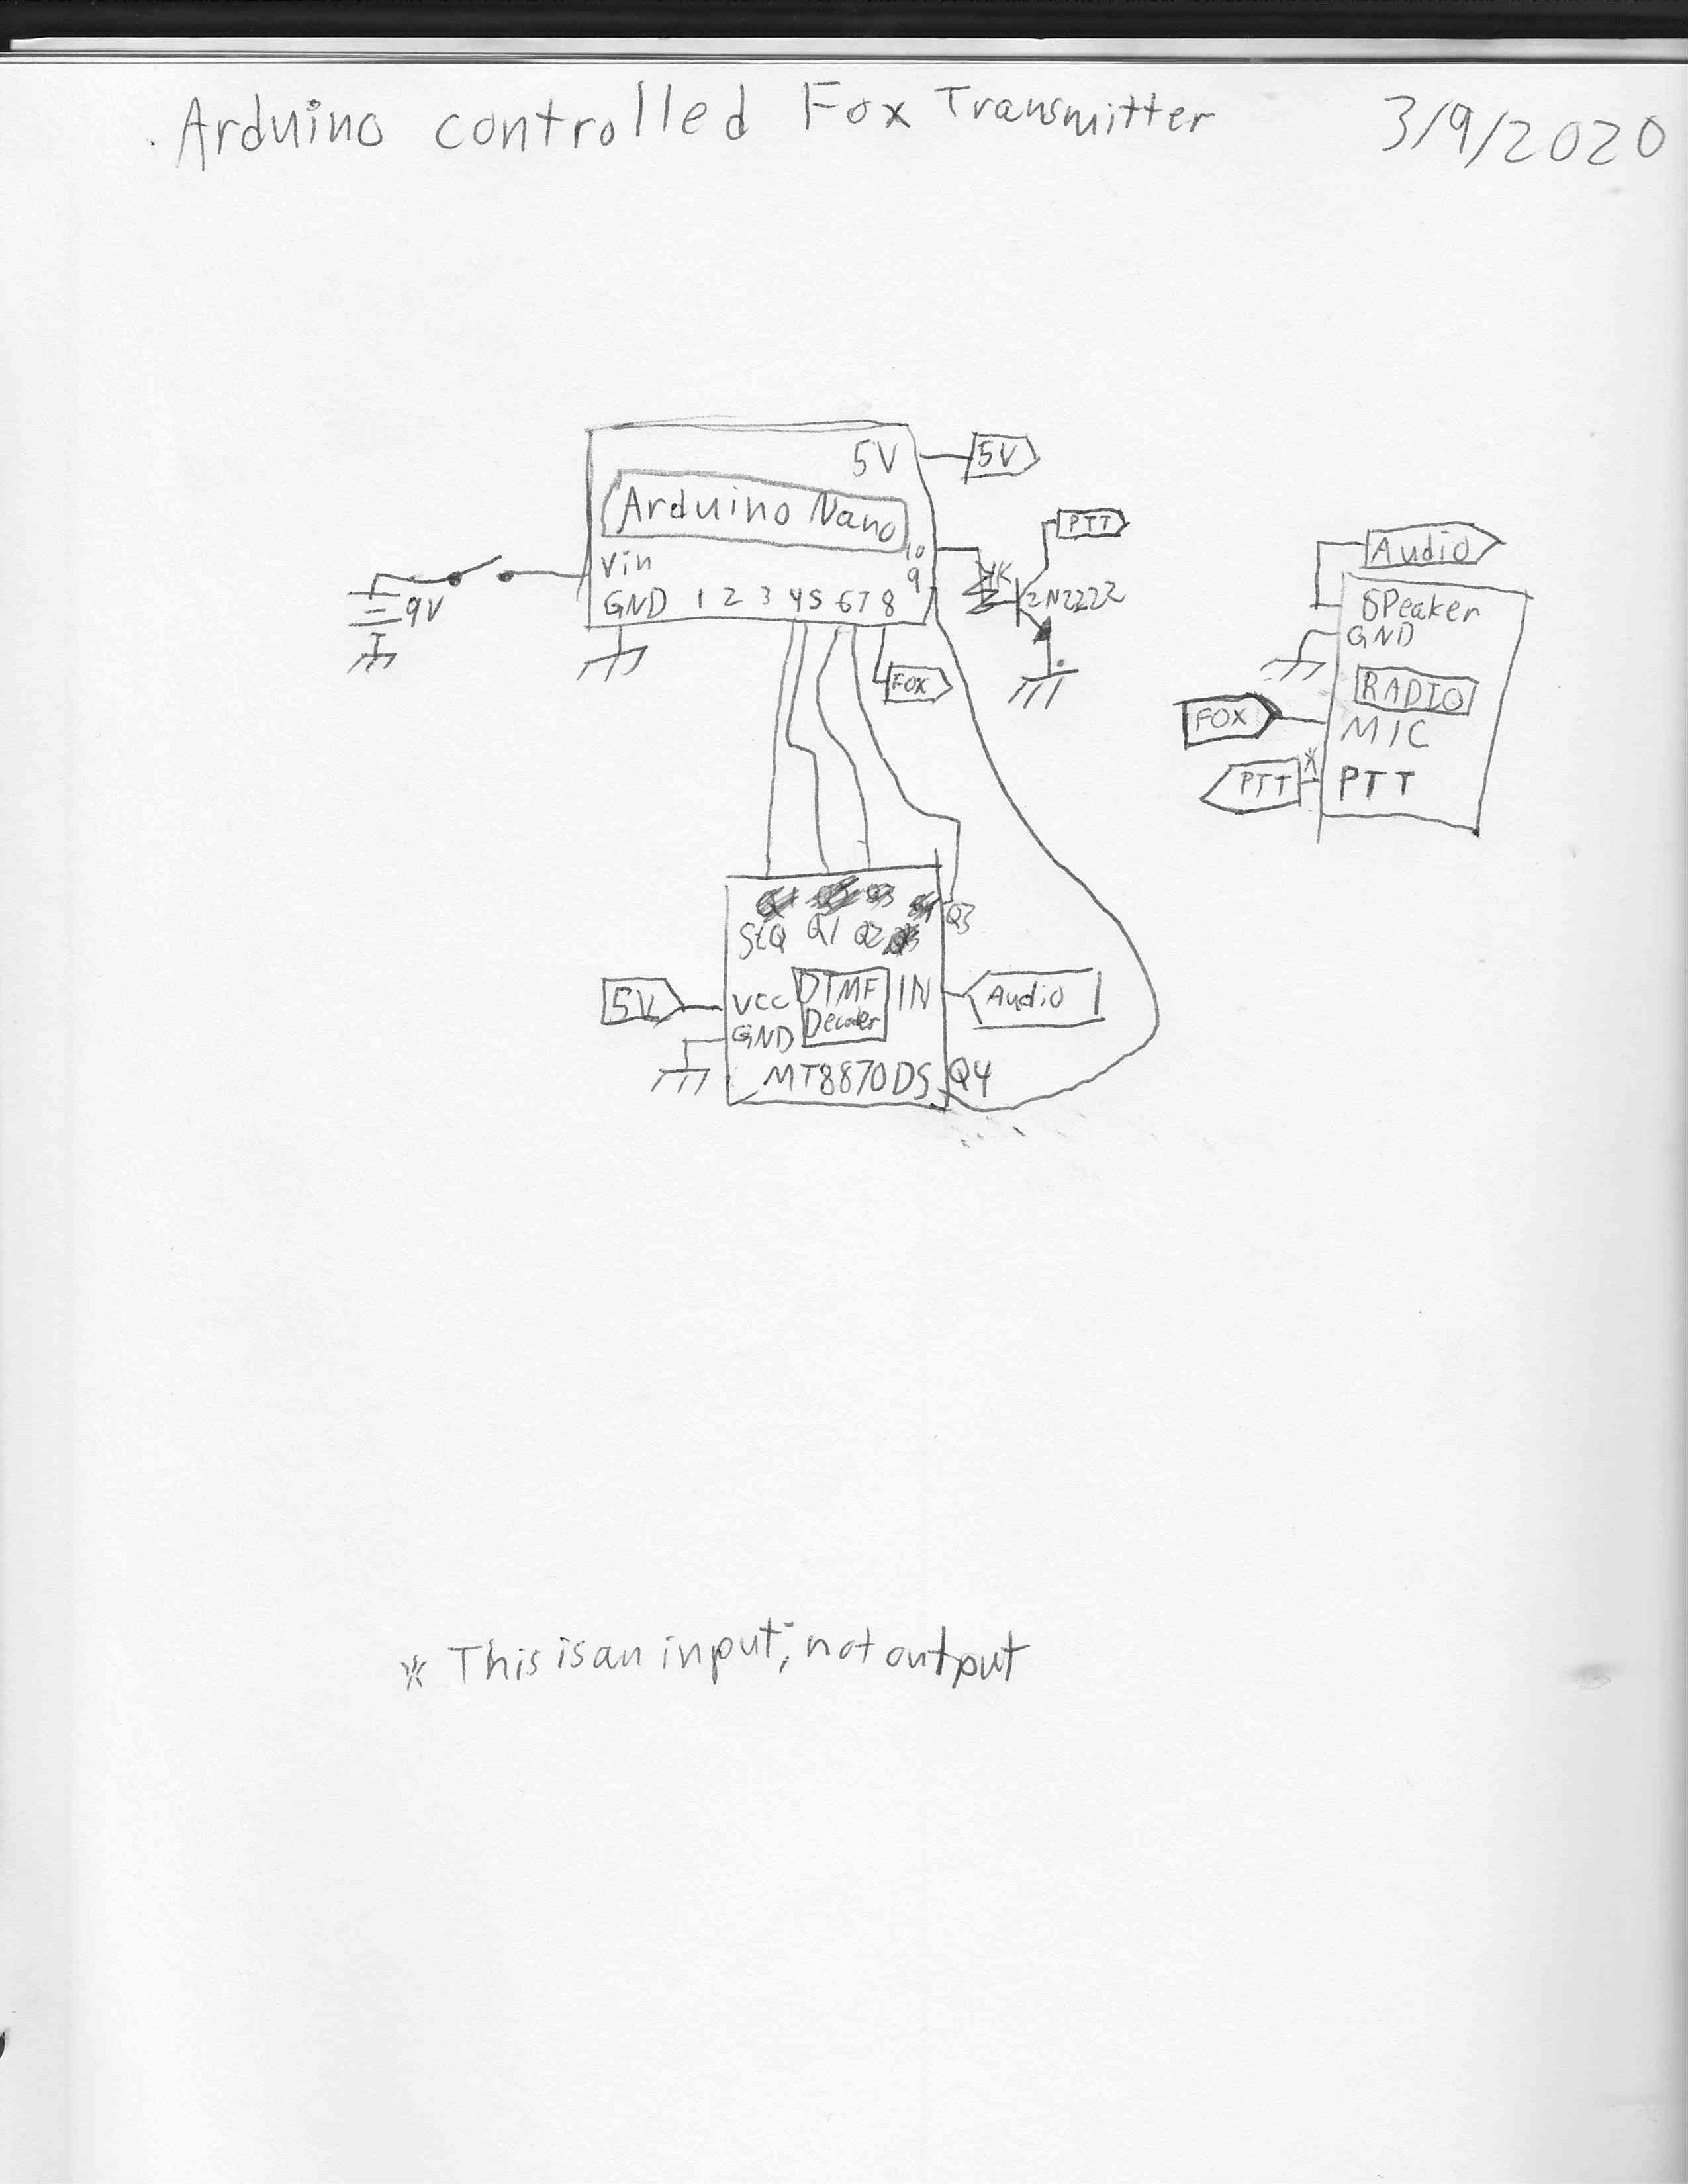 Arduino controlled Fox Transmitter 3/9/2020
5V
5V
Arduino Nano
PTT
10
Vin
9
1K
2N2222
9V
GND 1 2 3 4 5 6 7 8
FOX
Audio
SPeaker
GND
RADIO
FOX
MIC
PTT
*
PTT
StQ Q1 Q2 Q3
5V
VCC
DTMF
Decoder
IN
Audio
GND
MT8870DS Q4
* This is an input, not output